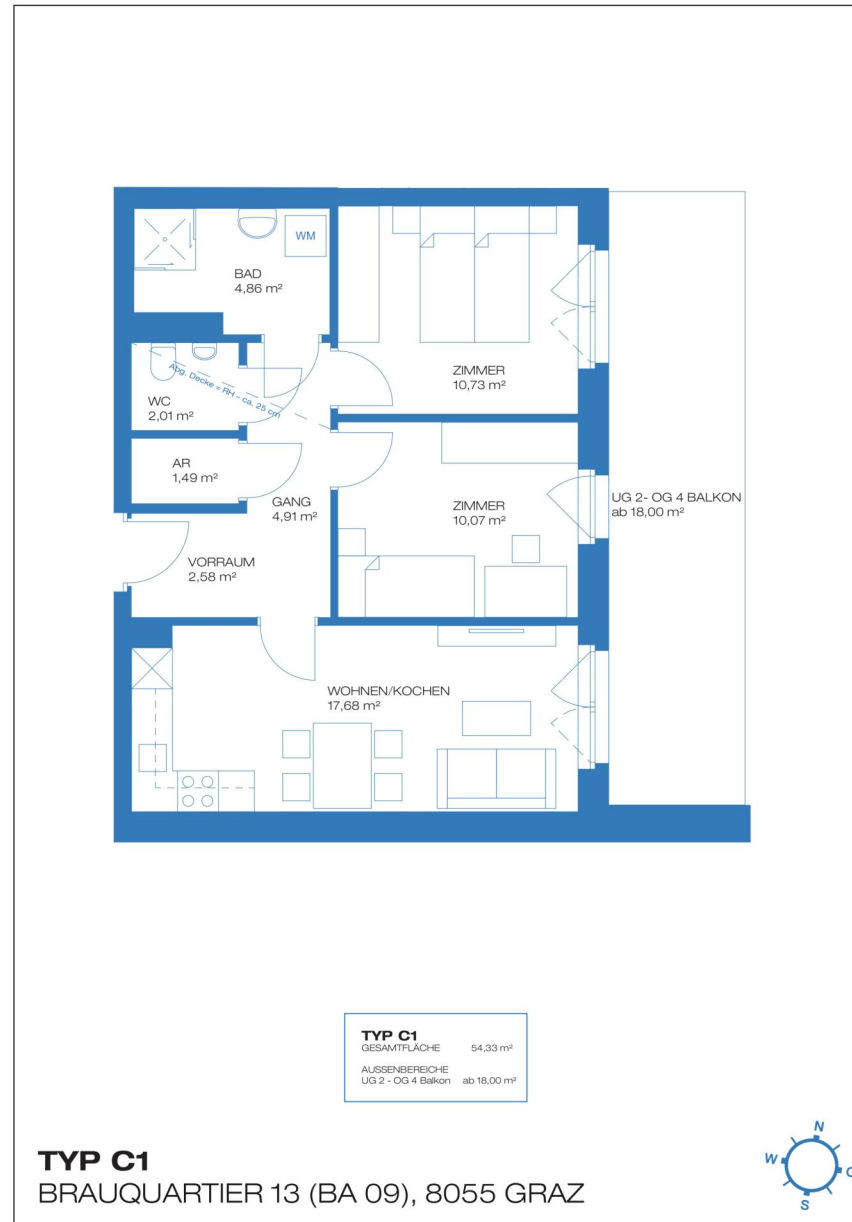 WM
BAD
4,86 m²
ZIMMER
10,73 m²
Abg. Decke = RH - ca. 25 cm
WC
2,01 m²
AR
1,49 m²
GANG
4,91 m²
ZIMMER
10,07 m²
UG 2- OG 4 BALKON
ab 18,00 m²
VORRAUM
2,58 m²
WOHNEN/KOCHEN
17,68 m²
TYP C1
GESAMTFLÄCHE 54,33 m²
AUSSENBEREICHE
UG 2 - OG 4 Balkon ab 18,00 m²
TYP C1
BRAUQUARTIER 13 (BA 09), 8055 GRAZ
N
W
O
S